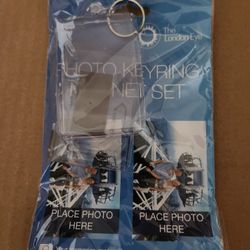 The
London Eye
PHOTO KEYRING
NET SET
PLACE PHOTO
HERE
PLACE PHOTO
HERE